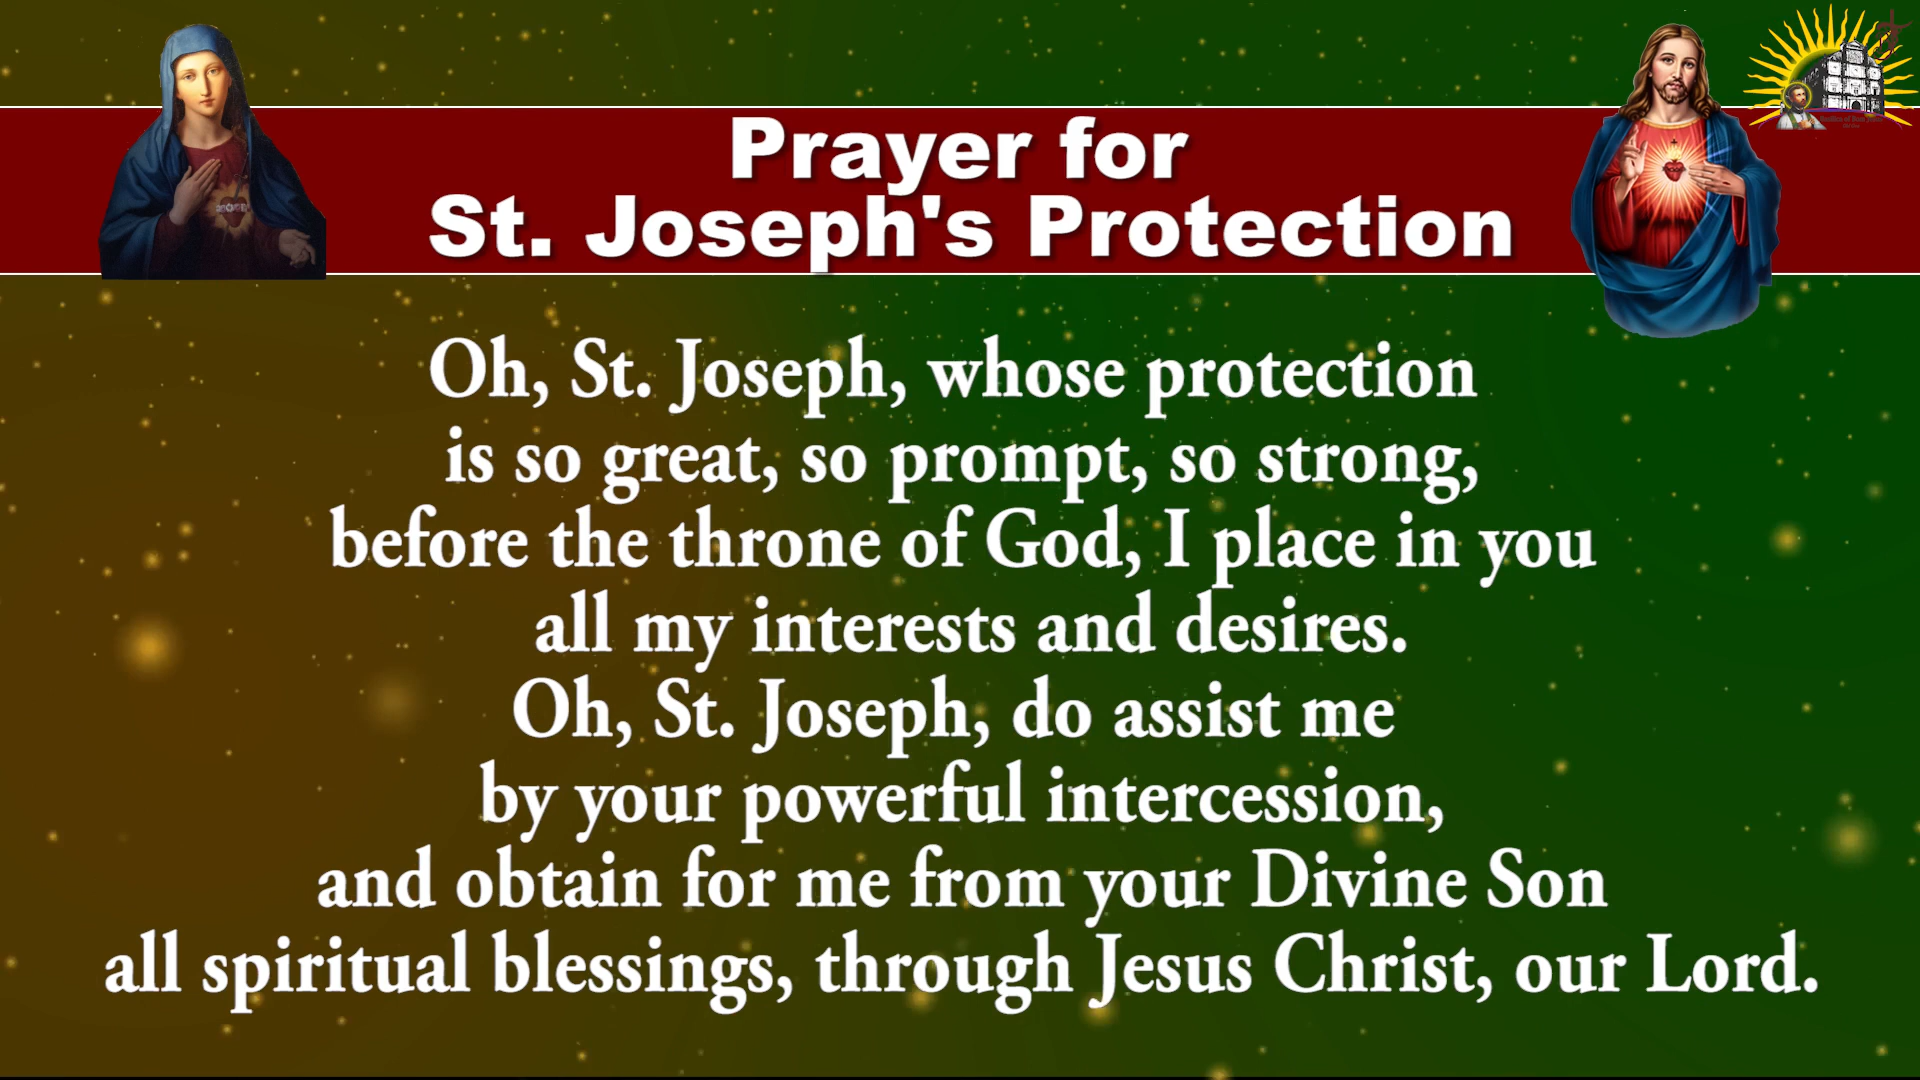 Prayer for
St. Joseph's Protection
Oh, St. Joseph, whose protection
is so great, so prompt, so strong,
before the throne of God, I place in you
all my interests and desires.
Oh, St. Joseph, do assist me
by your powerful intercession,
and obtain for me from your Divine Son
all spiritual blessings, through Jesus Christ, our Lord.